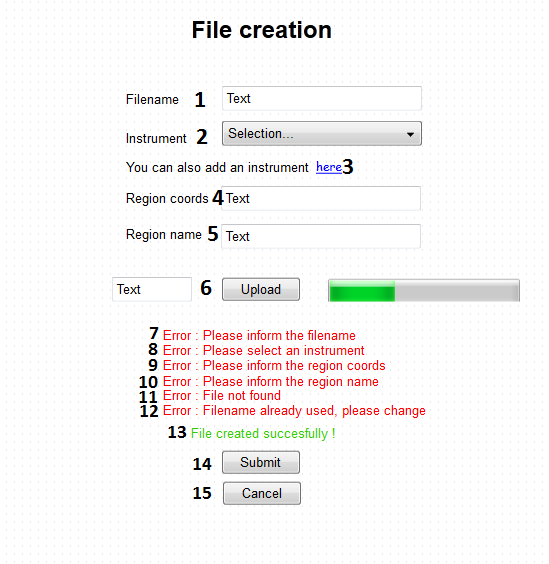 File creation
Filename 1 Text
Instrument 2 Selection...
You can also add an instrument here 3
Region coords 4 Text
Region name 5 Text
Text 6 Upload
7 Error : Please inform the filename
8 Error : Please select an instrument
9 Error : Please inform the region coords
10 Error : Please inform the region name
11 Error : File not found
12 Error : Filename already used, please change
13 File created succesfully !
14 Submit
15 Cancel